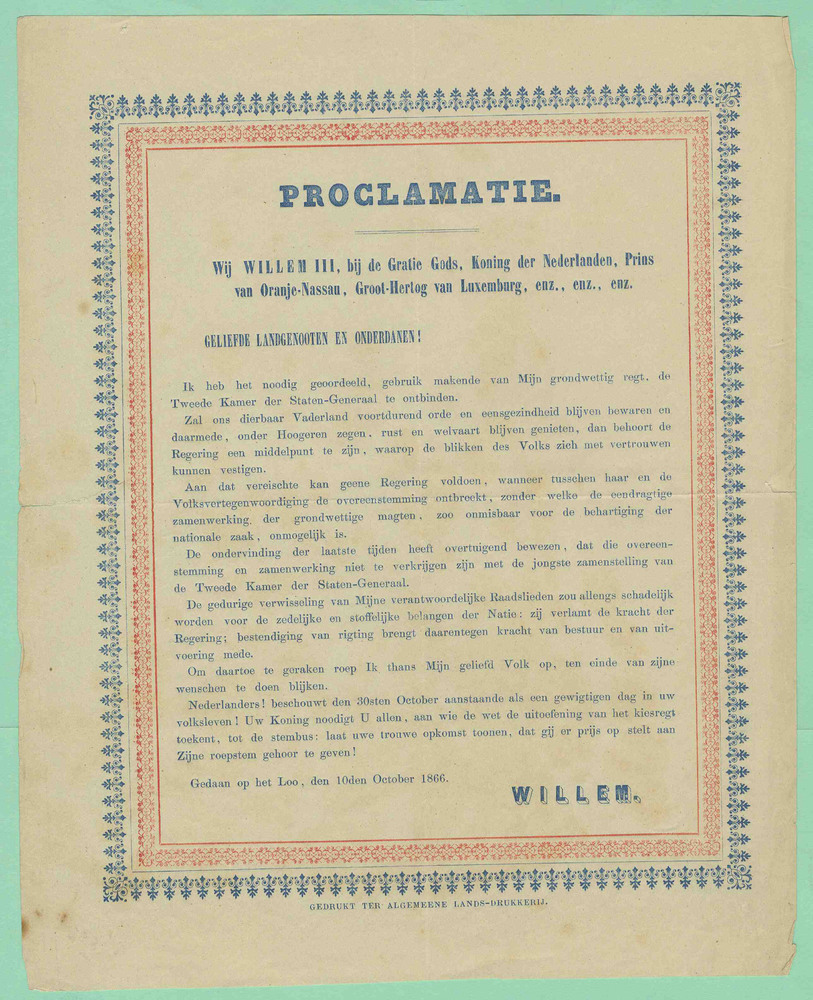 PROCLAMATIE.
Wij WILLEM III, bij de Gratie Gods, Koning der Nederlanden, Prins
van Oranje-Nassau, Groot-Hertog van Luxemburg, enz., enz., enz.
GELIEFDE LANDGENOOTEN EN ONDERDANEN!
Ik heb het noodig geoordeeld, gebruik makende van Mijn grondwettig regt, de
Tweede Kamer der Staten-Generaal te ontbinden.
Zal ons dierbaar Vaderland voortdurend orde en eensgezindheid blijven bewaren en
daarmede, onder Hoogeren zegen, rust en welvaart blijven genieten, dan behoort de
Regering een middelpunt te zijn, waarop de blikken des Volks zich met vertrouwen
kunnen vestigen.
Aan dat vereischte kan geene Regering voldoen, wanneer tusschen haar en de
Volksvertegenwoordiging de overeenstemming ontbreekt, zonder welke de eendragtige
zamenwerking der grondwettige magten, zoo onmisbaar voor de behartiging der
nationale zaak, onmogelijk is.
De ondervinding der laatste tijden heeft overtuigend bewezen, dat die overeen-
stemming en zamenwerking niet te verkrijgen zijn met de jongste zamenstelling van
de Tweede Kamer der Staten-Generaal.
De gedurige verwisseling van Mijne verantwoordelijke Raadslieden zou allengs schadelijk
worden voor de zedelijke en stoffelijke belangen der Natie: zij verlamt de kracht der
Regering; bestendiging van rigting brengt daarentegen kracht van bestuur en van uit-
voering mede.
Om daartoe te geraken roep Ik thans Mijn geliefd Volk op, ten einde van zijne
wenschen te doen blijken.
Nederlanders! beschouwt den 30sten October aanstaande als een gewigtigen dag in uw
volksleven! Uw Koning noodigt U allen, aan wie de wet de uitoefening van het kiesregt
toekent, tot de stembus: laat uwe trouwe opkomst toonen, dat gij er prijs op stelt aan
Zijne roepstem gehoor te geven!
Gedaan op het Loo, den 10den October 1866.
WILLEM.
GEDRUKT TER ALGEMEENE LANDS-DRUKKERIJ.